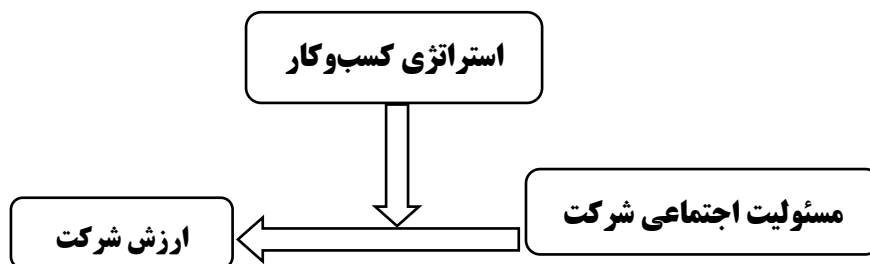 استراتژی کسب‌وکار
مسئولیت اجتماعی شرکت
ارزش شرکت